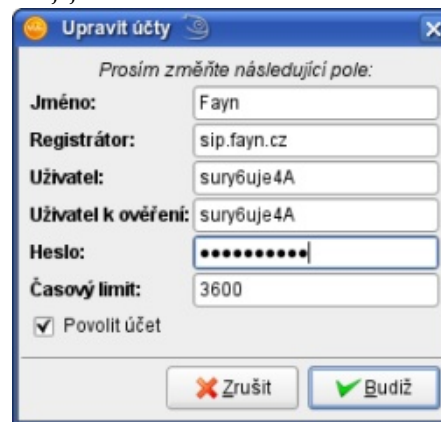 Upravit účty
Prosím změňte následující pole:
Jméno: Fayn
Registrátor: sip.fayn.cz
Uživatel: sury6uje4A
Uživatel k ověření: sury6uje4A
Heslo: ●●●●●●●●●●
Časový limit: 3600
Povolit účet
Zrušit Budiž